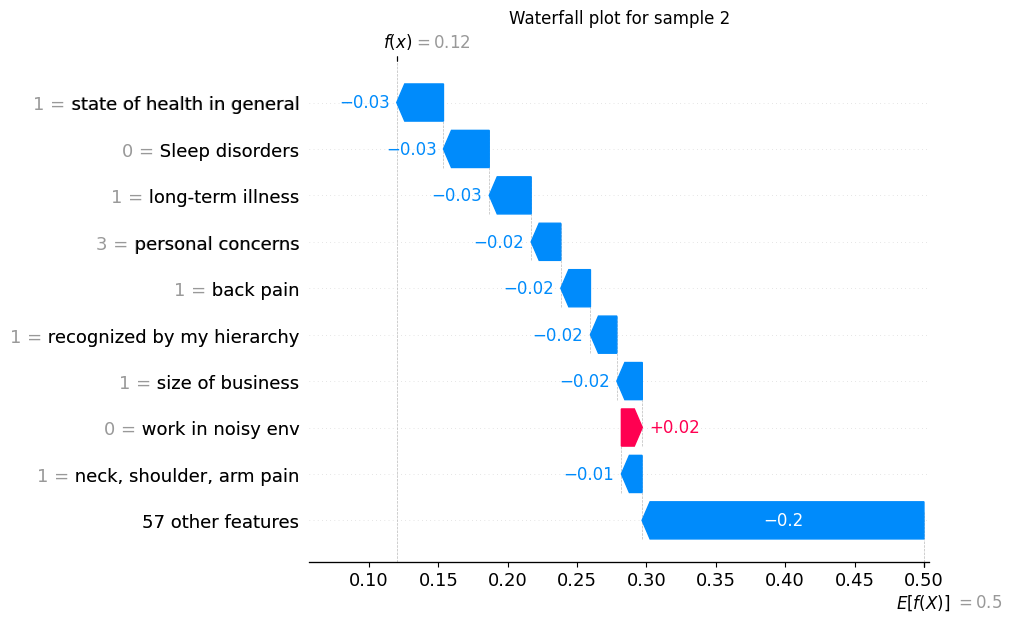 Waterfall plot for sample 2
f(x) = 0.12
1 = state of health in general −0.03
0 = Sleep disorders −0.03
1 = long-term illness −0.03
3 = personal concerns −0.02
1 = back pain −0.02
1 = recognized by my hierarchy −0.02
1 = size of business −0.02
0 = work in noisy env +0.02
1 = neck, shoulder, arm pain −0.01
57 other features −0.2
0.10 0.15 0.20 0.25 0.30 0.35 0.40 0.45 0.50
E[f(X)] = 0.5